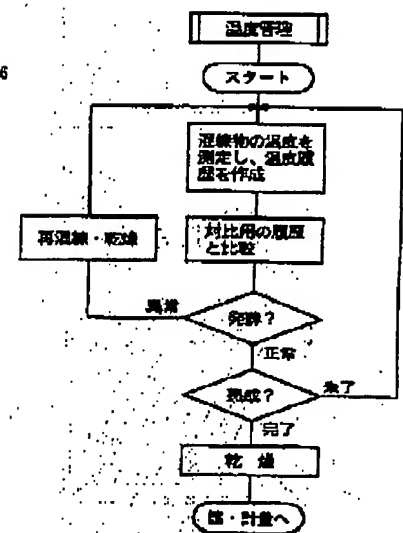 温度管理
6
スタート
混練物の温度を
測定し、温度履
歴を作成
再混練・乾燥
対比用の履歴
と比較
異常
発酵?
正常
熟成?
未了
完了
乾 燥
・計量へ